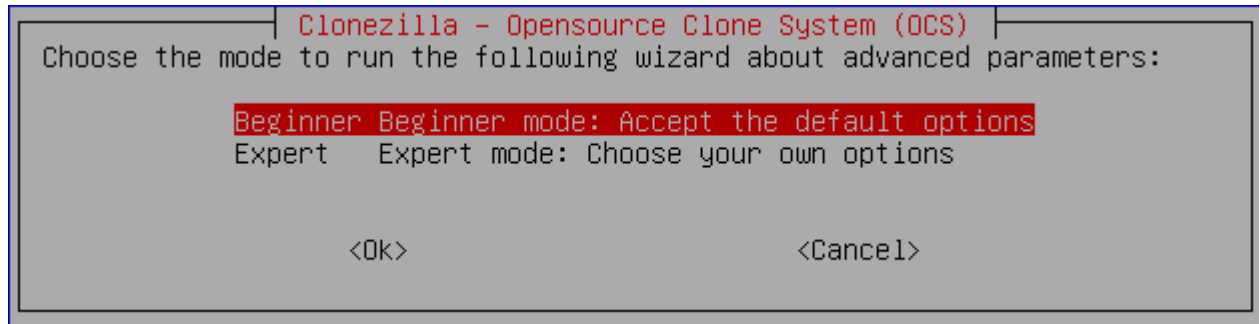 Clonezilla - Opensource Clone System (OCS)
Choose the mode to run the following wizard about advanced parameters:
Beginner Beginner mode: Accept the default options
Expert Expert mode: Choose your own options
<Ok> <Cancel>